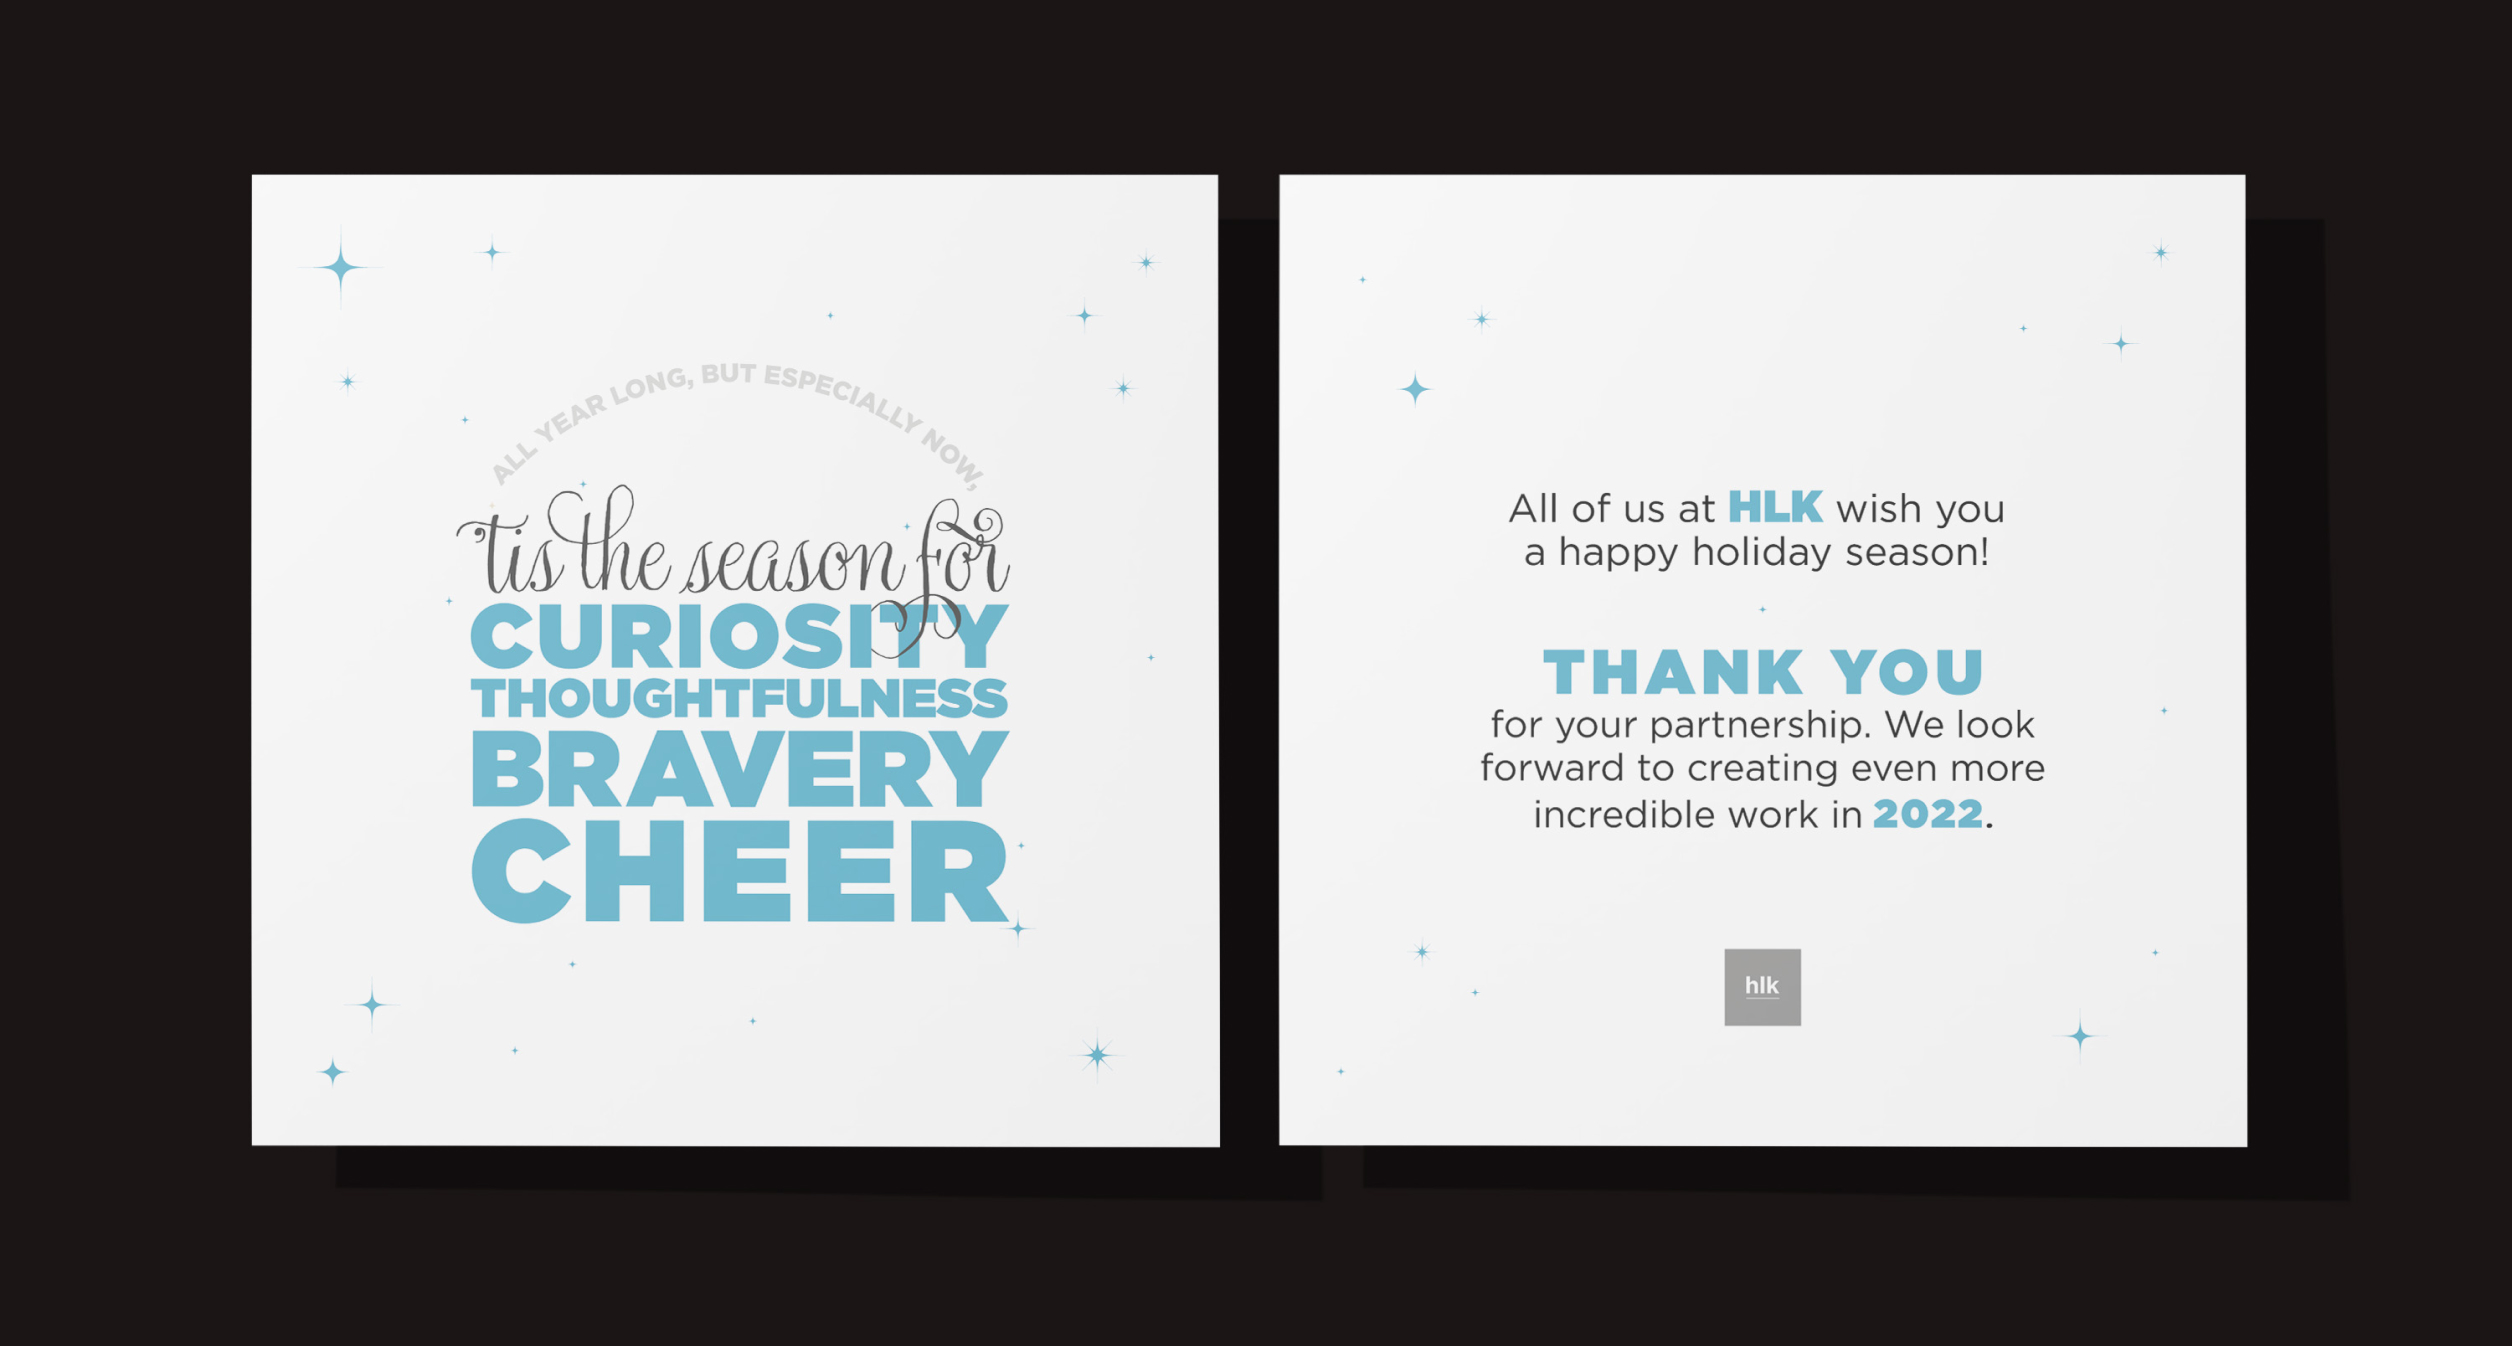 ALL YEAR LONG, BUT ESPECIALLY NOW,
'tis the season for
CURIOSITY
THOUGHTFULNESS
BRAVERY
CHEER
All of us at HLK wish you
a happy holiday season!
THANK YOU
for your partnership. We look
forward to creating even more
incredible work in 2022.
hlk